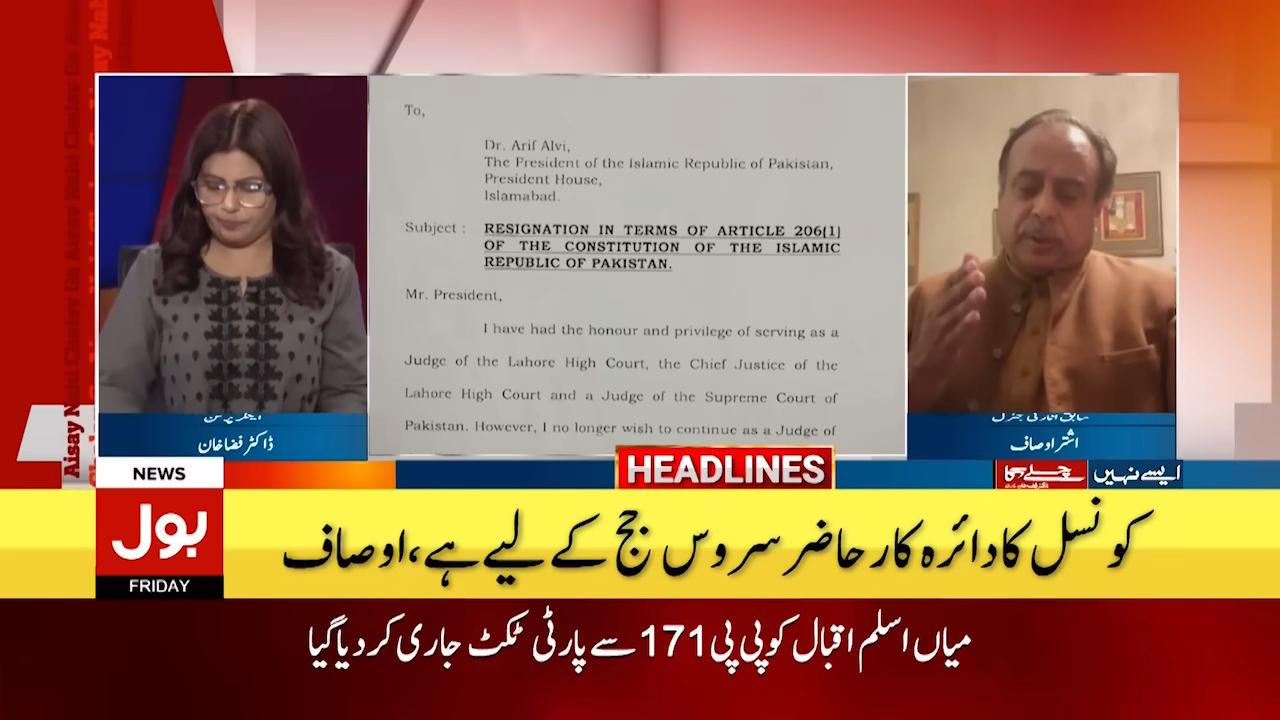 To,
Dr. Arif Alvi,
The President of the Islamic Republic of Pakistan,
President House,
Islamabad.
Subject : RESIGNATION IN TERMS OF ARTICLE 206(1)
OF THE CONSTITUTION OF THE ISLAMIC
REPUBLIC OF PAKISTAN.
Mr. President,
I have had the honour and privilege of serving as a
Judge of the Lahore High Court, the Chief Justice of the
Lahore High Court and a Judge of the Supreme Court of
Pakistan. However, I no longer wish to continue as a Judge of
ڈاکٹر فضا خان
اشتر اوصاف
HEADLINES
ایسے نہیں چلے گا
NEWS
بول
FRIDAY
کونسل کا دائرہ کار حاضر سروس جج کے لیے ہے، اوصاف
میاں اسلم اقبال کو پی پی 171 سے پارٹی ٹکٹ جاری کر دیا گیا